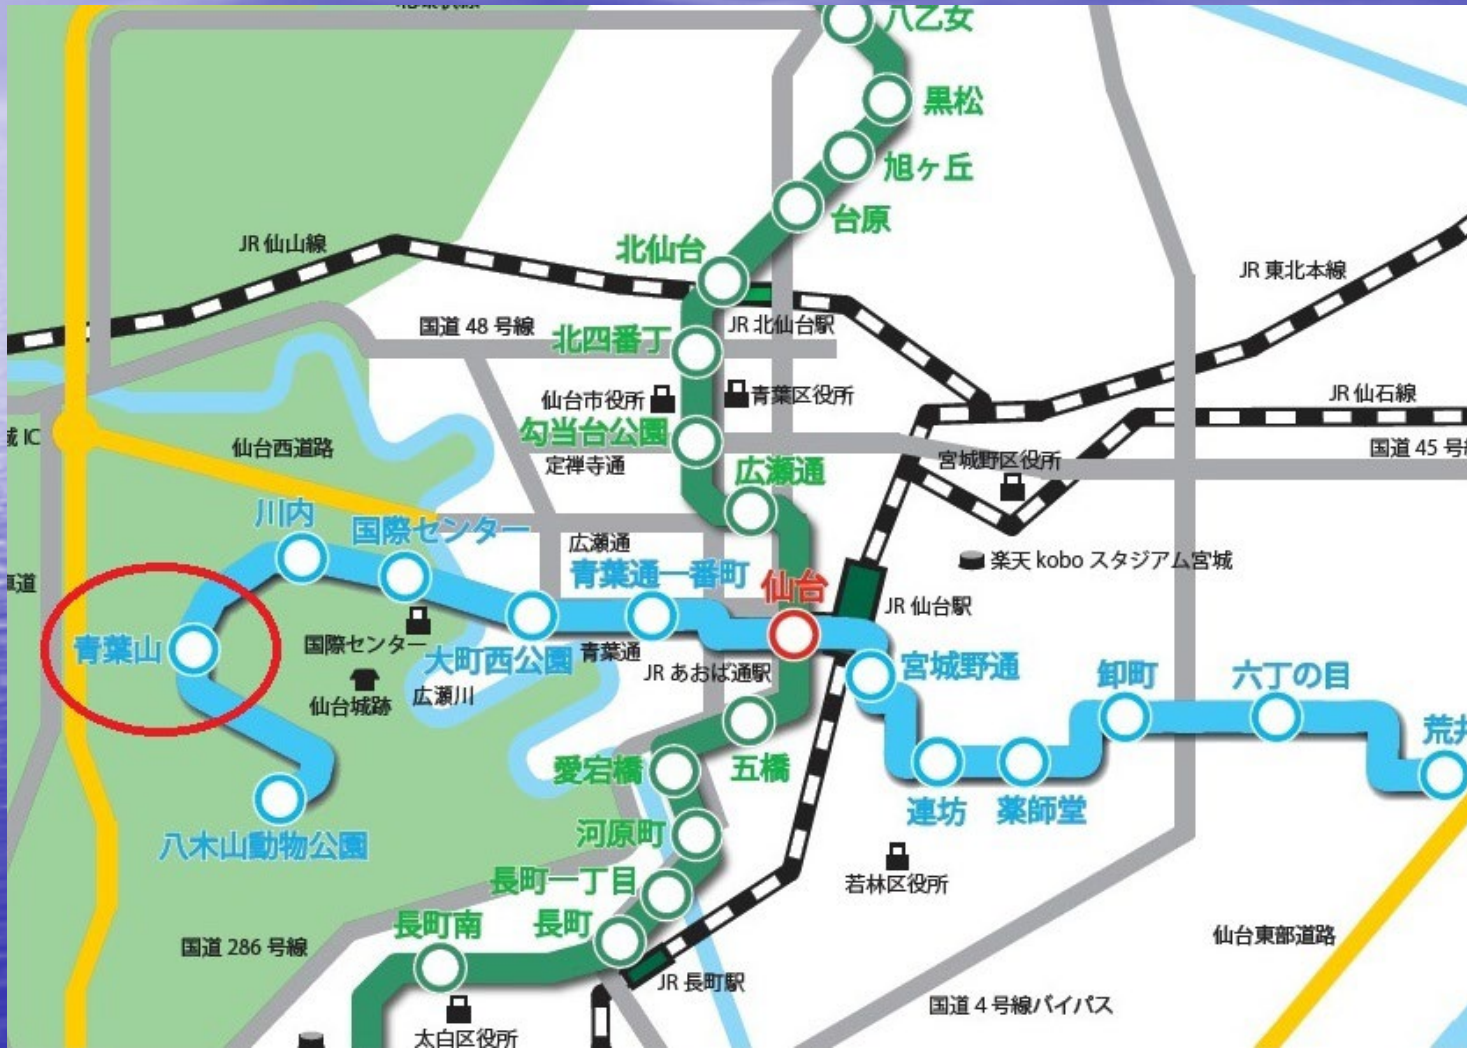 八乙女
黒松
旭ヶ丘
台原
JR 仙山線
北仙台
JR 東北本線
国道 48 号線
JR 北仙台駅
北四番丁
仙台市役所
青葉区役所
JR 仙石線
城 IC
仙台西道路
勾当台公園
定禅寺通
広瀬通
宮城野区役所
国道 45 号
川内
国際センター
広瀬通
青葉通一番町
仙台
楽天 kobo スタジアム宮城
車道
JR 仙台駅
青葉山
国際センター
大町西公園
青葉通
JR あおば通駅
宮城野通
卸町
六丁の目
仙台城跡
広瀬川
荒井
愛宕橋
五橋
連坊
薬師堂
河原町
八木山動物公園
長町一丁目
若林区役所
長町南
長町
国道 286 号線
仙台東部道路
JR 長町駅
国道 4 号線バイパス
太白区役所